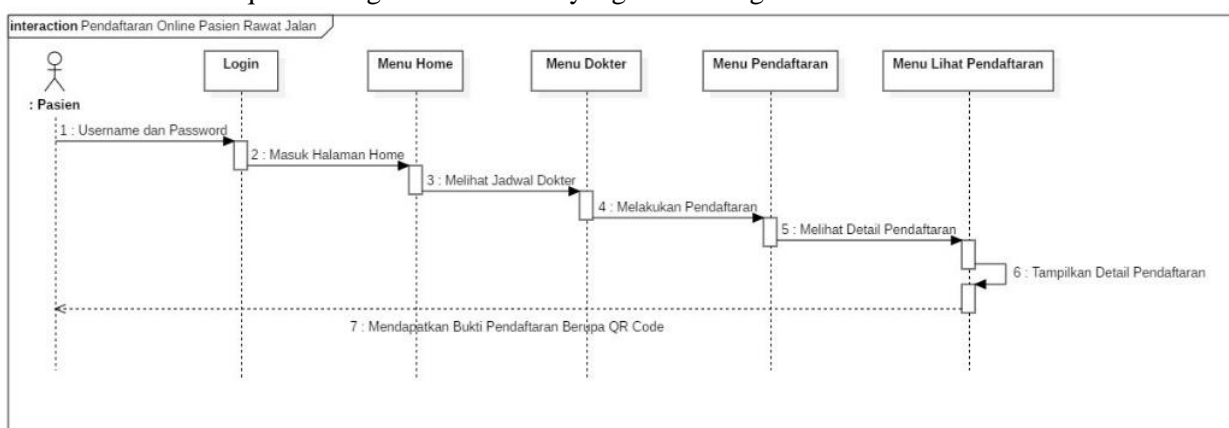 interaction Pendaftaran Online Pasien Rawat Jalan
Login
Menu Home
Menu Dokter
Menu Pendaftaran
Menu Lihat Pendaftaran
: Pasien
1 : Username dan Password
2 : Masuk Halaman Home
3 : Melihat Jadwal Dokter
4 : Melakukan Pendaftaran
5 : Melihat Detail Pendaftaran
6 : Tampilkan Detail Pendaftaran
7 : Mendapatkan Bukti Pendaftaran Berupa QR Code